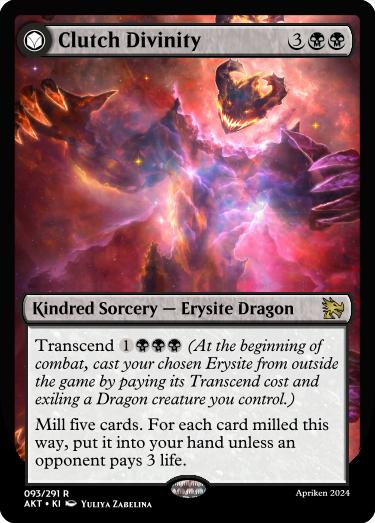 Clutch Divinity 3
Kindred Sorcery — Erysite Dragon
Transcend 1 (At the beginning of
combat, cast your chosen Erysite from outside
the game by paying its Transcend cost and
exiling a Dragon creature you control.)
Mill five cards. For each card milled this
way, put it into your hand unless an
opponent pays 3 life.
093/291 R Apriken 2024
AKT • KI Yuliya Zabelina